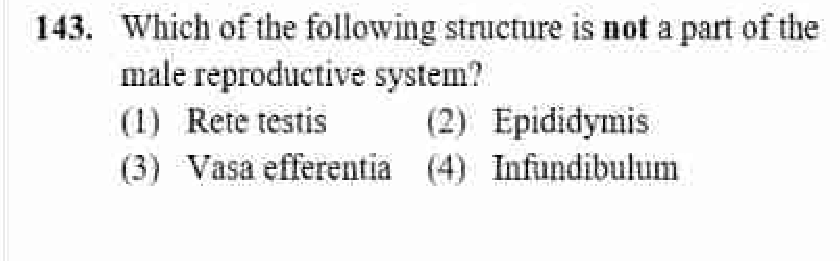 143. Which of the following structure is not a part of the
male reproductive system?
(1) Rete testis (2) Epididymis
(3) Vasa efferentia (4) Infundibulum